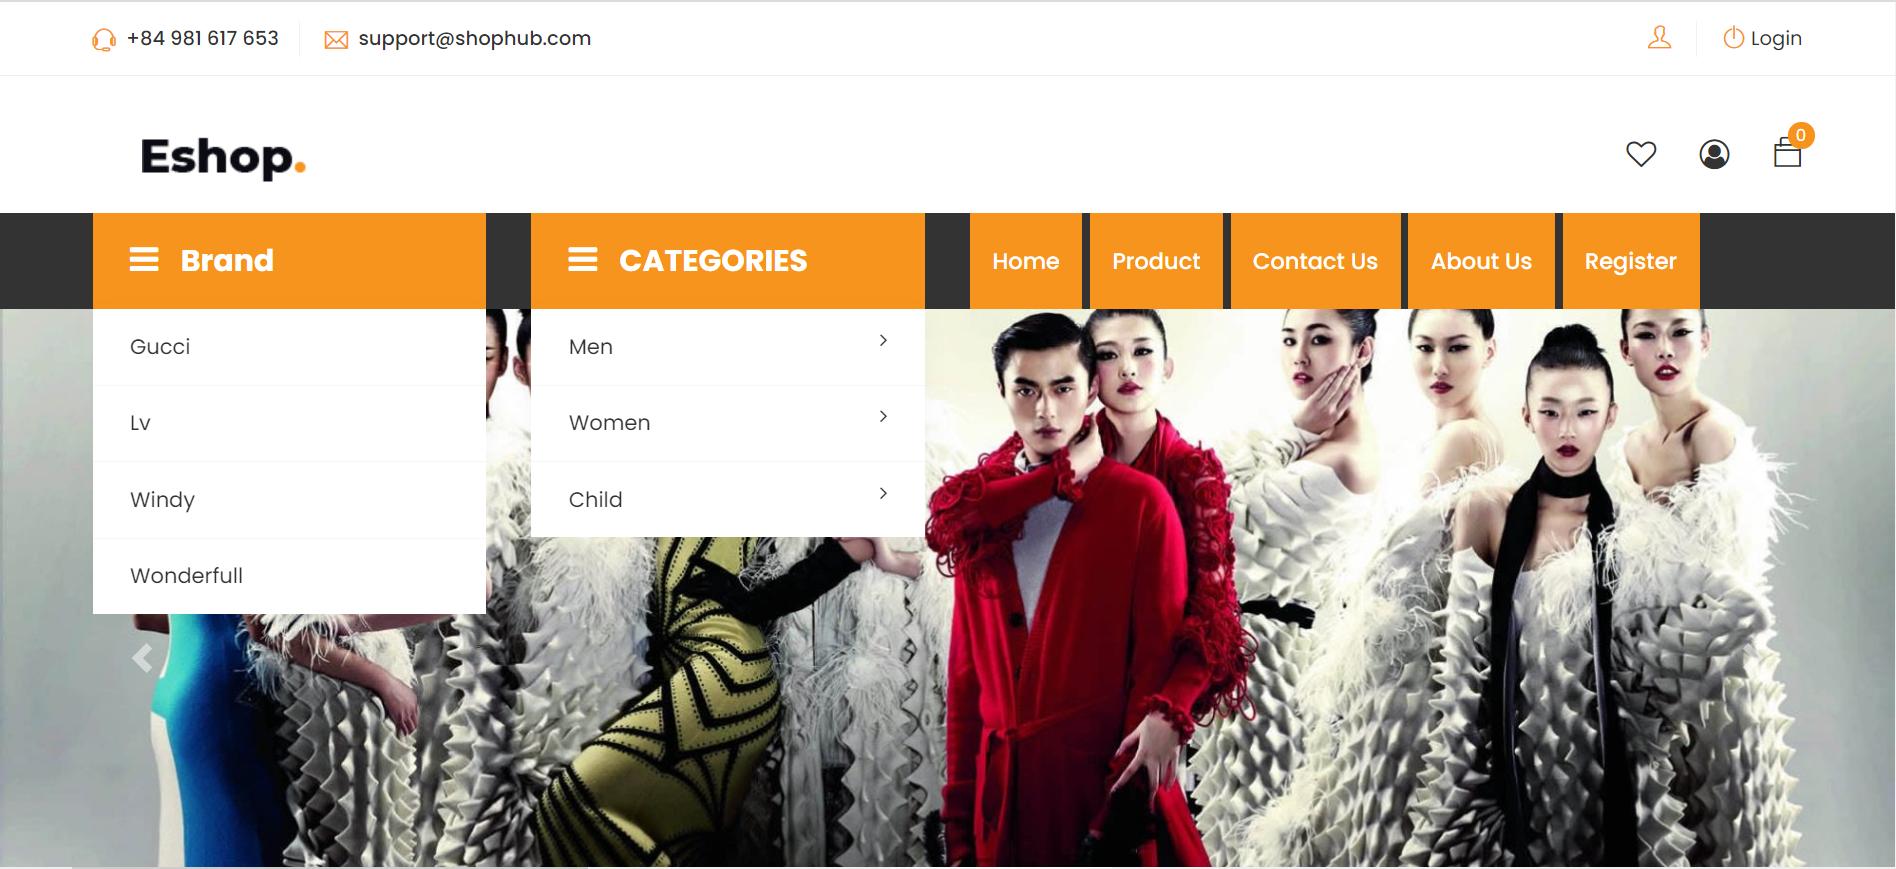 +84 981 617 653
support@shophub.com
Login
Eshop.
0
Brand
CATEGORIES
Home
Product
Contact Us
About Us
Register
Gucci
Lv
Windy
Wonderfull
Men
Women
Child